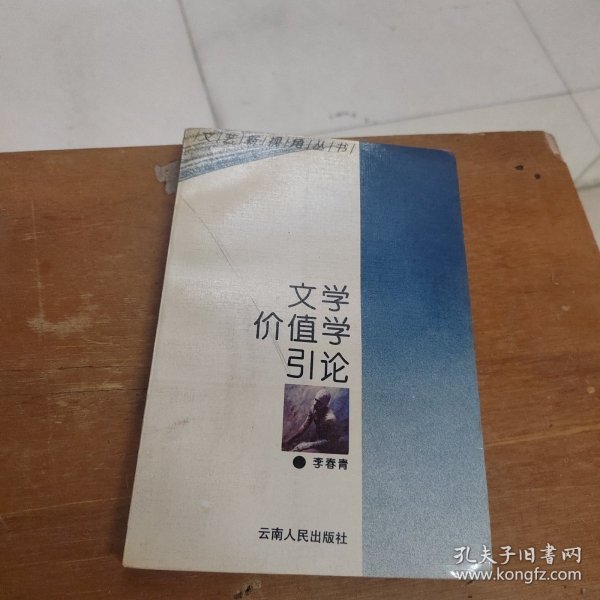 文艺新视角丛书
文学
价值学
引论
李春青
云南人民出版社
孔夫子旧书网
www.kongfz.com